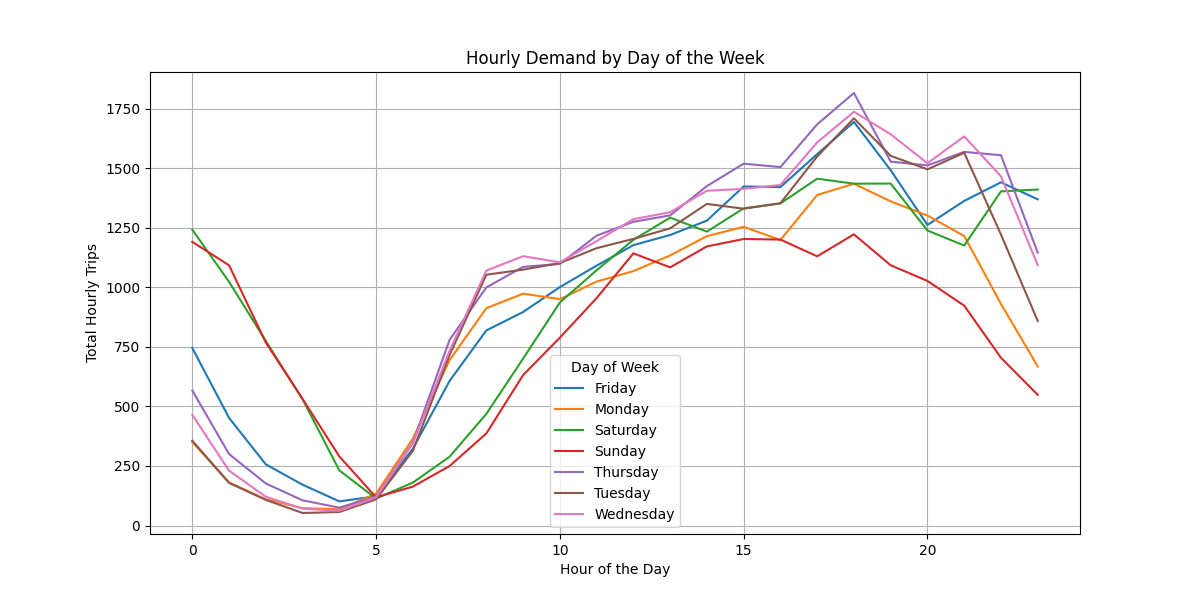 Hourly Demand by Day of the Week
Total Hourly Trips
1750
1500
1250
1000
750
500
250
0
Day of Week
Friday
Monday
Saturday
Sunday
Thursday
Tuesday
Wednesday
0 5 10 15 20
Hour of the Day